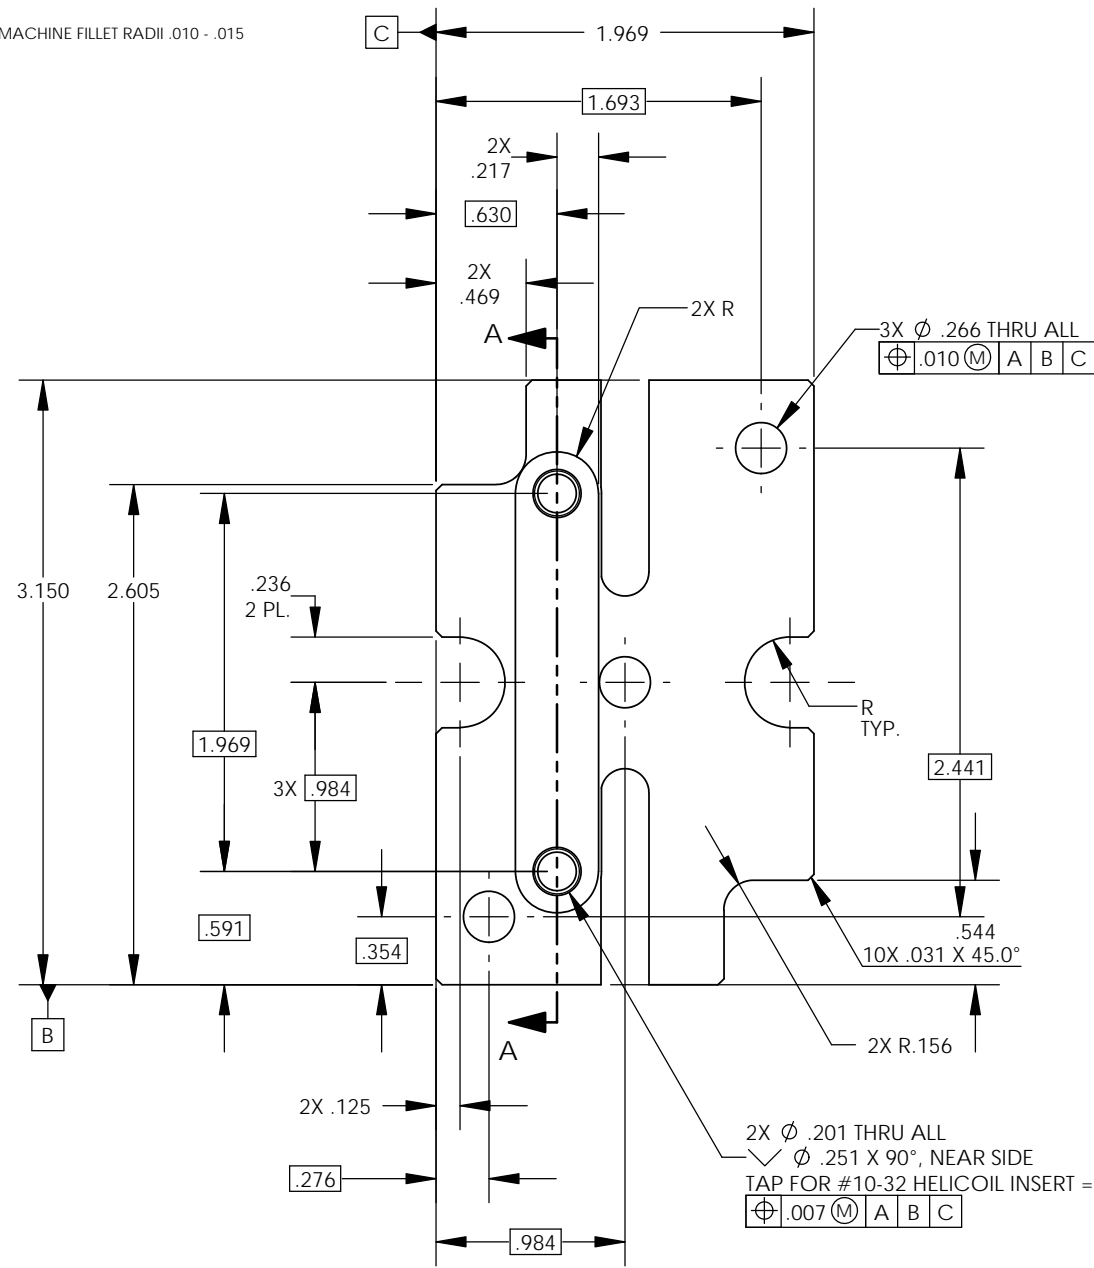 MACHINE FILLET RADII .010 - .015
C
1.969
1.693
2X
.217
.630
2X
.469
A
2X R
3X Ø .266 THRU ALL
⌖ .010 Ⓜ A B C
3.150
2.605
.236
2 PL.
R
TYP.
1.969
3X .984
2.441
.591
.354
.544
10X .031 X 45.0°
B
A
2X R.156
2X .125
2X Ø .201 THRU ALL
⌵ Ø .251 X 90°, NEAR SIDE
TAP FOR #10-32 HELICOIL INSERT =
⌖ .007 Ⓜ A B C
.276
.984